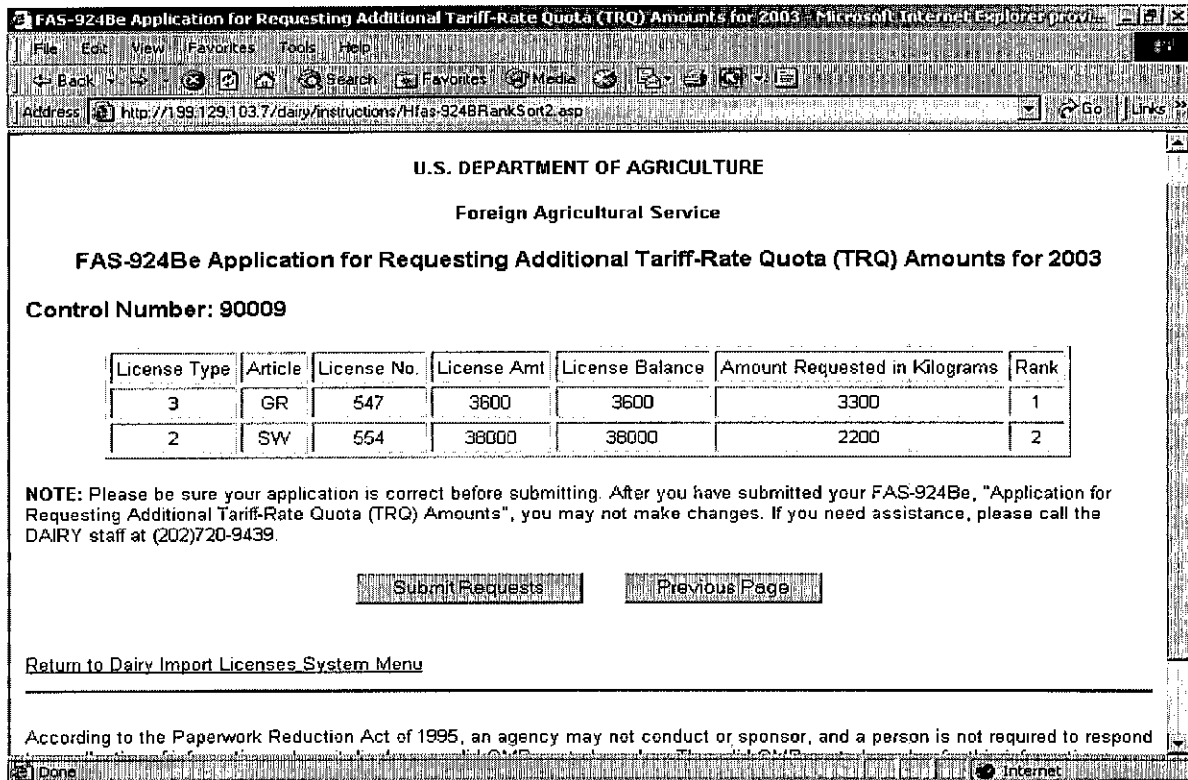 FAS-924Be Application for Requesting Additional Tariff-Rate Quota (TRQ) Amounts for 2003 - Microsoft Internet Explorer provi...
File Edit View Favorites Tools Help
Back Search Favorites Media
Address http://199.129.103.7/dairy/instructions/Hfas-924BRankSort2.asp Go Links »
U.S. DEPARTMENT OF AGRICULTURE
Foreign Agricultural Service
FAS-924Be Application for Requesting Additional Tariff-Rate Quota (TRQ) Amounts for 2003
Control Number: 90009
License Type Article License No. License Amt License Balance Amount Requested in Kilograms Rank
3 GR 547 3600 3600 3300 1
2 SW 554 38000 38000 2200 2
NOTE: Please be sure your application is correct before submitting. After you have submitted your FAS-924Be, "Application for
Requesting Additional Tariff-Rate Quota (TRQ) Amounts", you may not make changes. If you need assistance, please call the
DAIRY staff at (202)720-9439.
Submit Requests Previous Page
Return to Dairy Import Licenses System Menu
According to the Paperwork Reduction Act of 1995, an agency may not conduct or sponsor, and a person is not required to respond
Done Internet